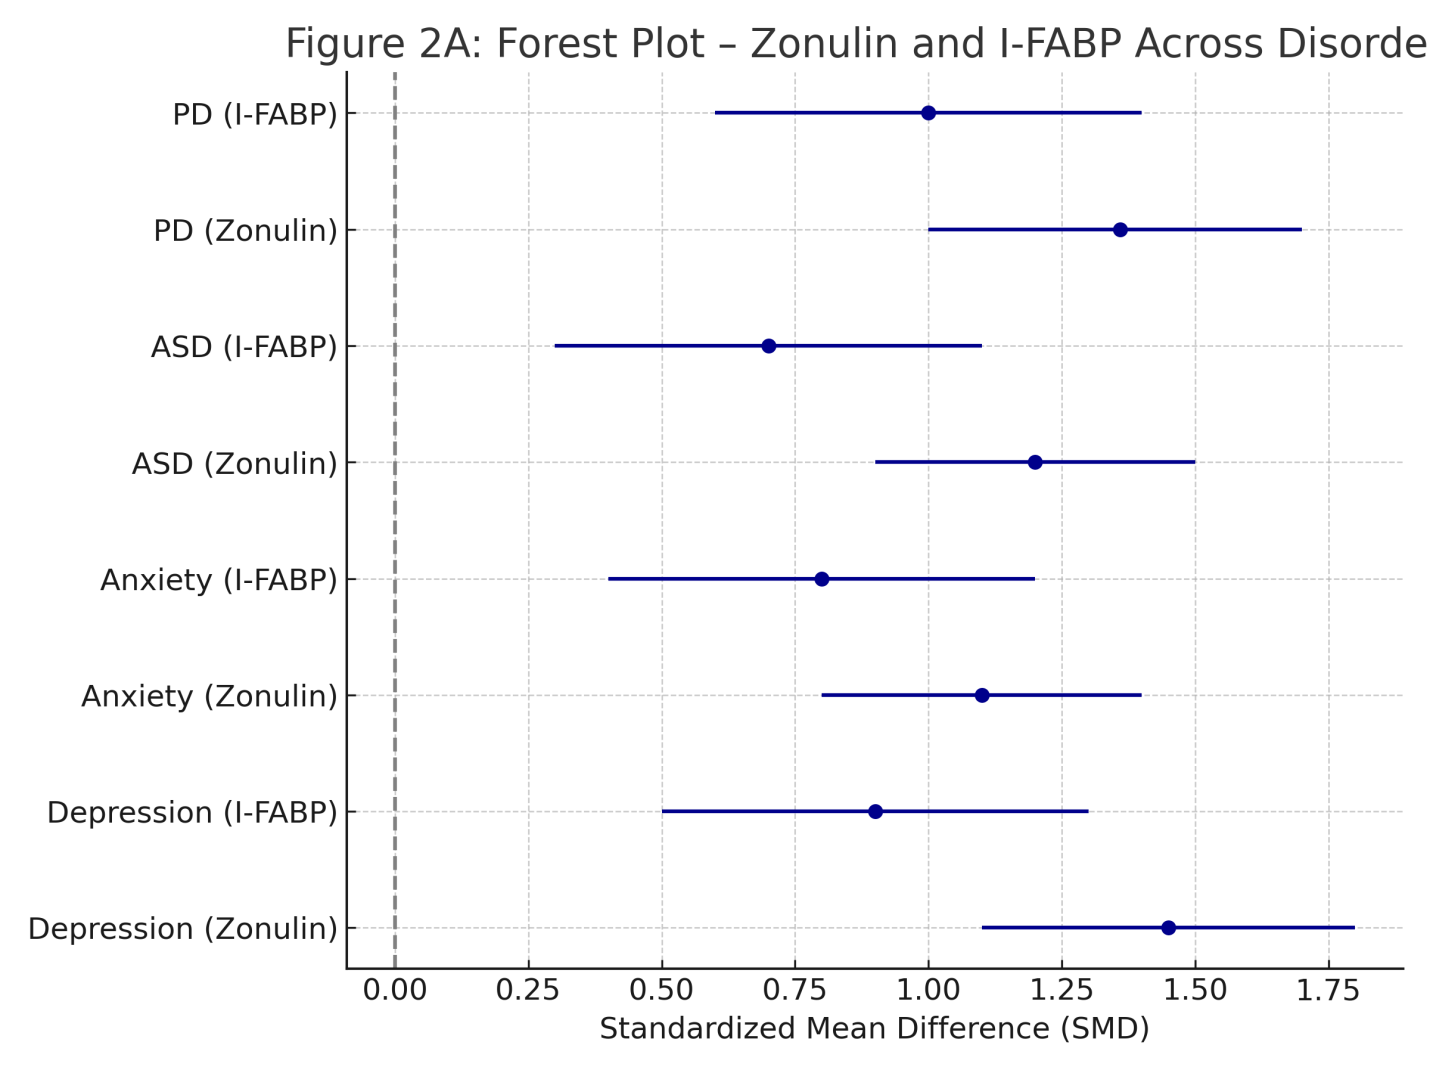 Figure 2A: Forest Plot – Zonulin and I-FABP Across Disorde
PD (I-FABP)
PD (Zonulin)
ASD (I-FABP)
ASD (Zonulin)
Anxiety (I-FABP)
Anxiety (Zonulin)
Depression (I-FABP)
Depression (Zonulin)
0.00 0.25 0.50 0.75 1.00 1.25 1.50 1.75
Standardized Mean Difference (SMD)